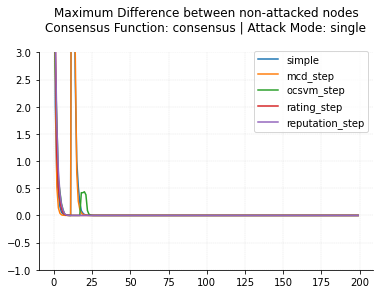 Maximum Difference between non-attacked nodes
Consensus Function: consensus | Attack Mode: single
3.0
2.5
2.0
1.5
1.0
0.5
0.0
−0.5
−1.0
simple
mcd_step
ocsvm_step
rating_step
reputation_step
0 25 50 75 100 125 150 175 200